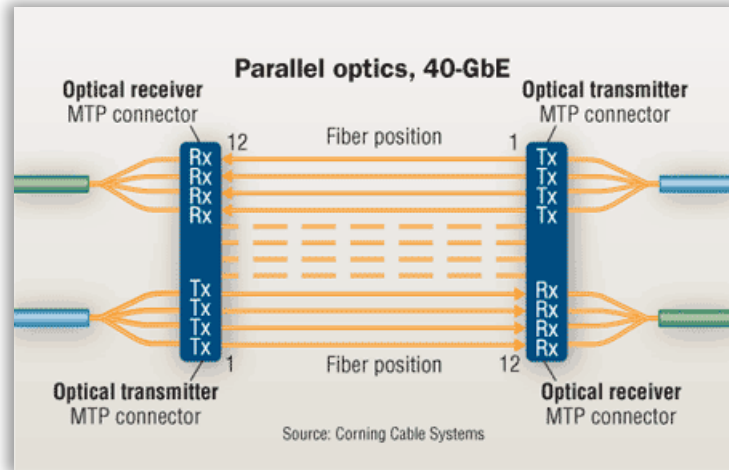 Parallel optics, 40-GbE
Optical receiver
MTP connector
Optical transmitter
MTP connector
12
Fiber position
1
Rx
Rx
Rx
Rx
Tx
Tx
Tx
Tx
Tx
Tx
Tx
Tx
Rx
Rx
Rx
Rx
1
Fiber position
12
Optical transmitter
MTP connector
Optical receiver
MTP connector
Source: Corning Cable Systems